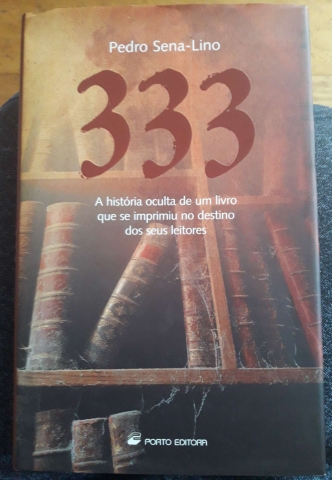 Pedro Sena-Lino
333
A história oculta de um livro
que se imprimiu no destino
dos seus leitores
PORTO EDITORA